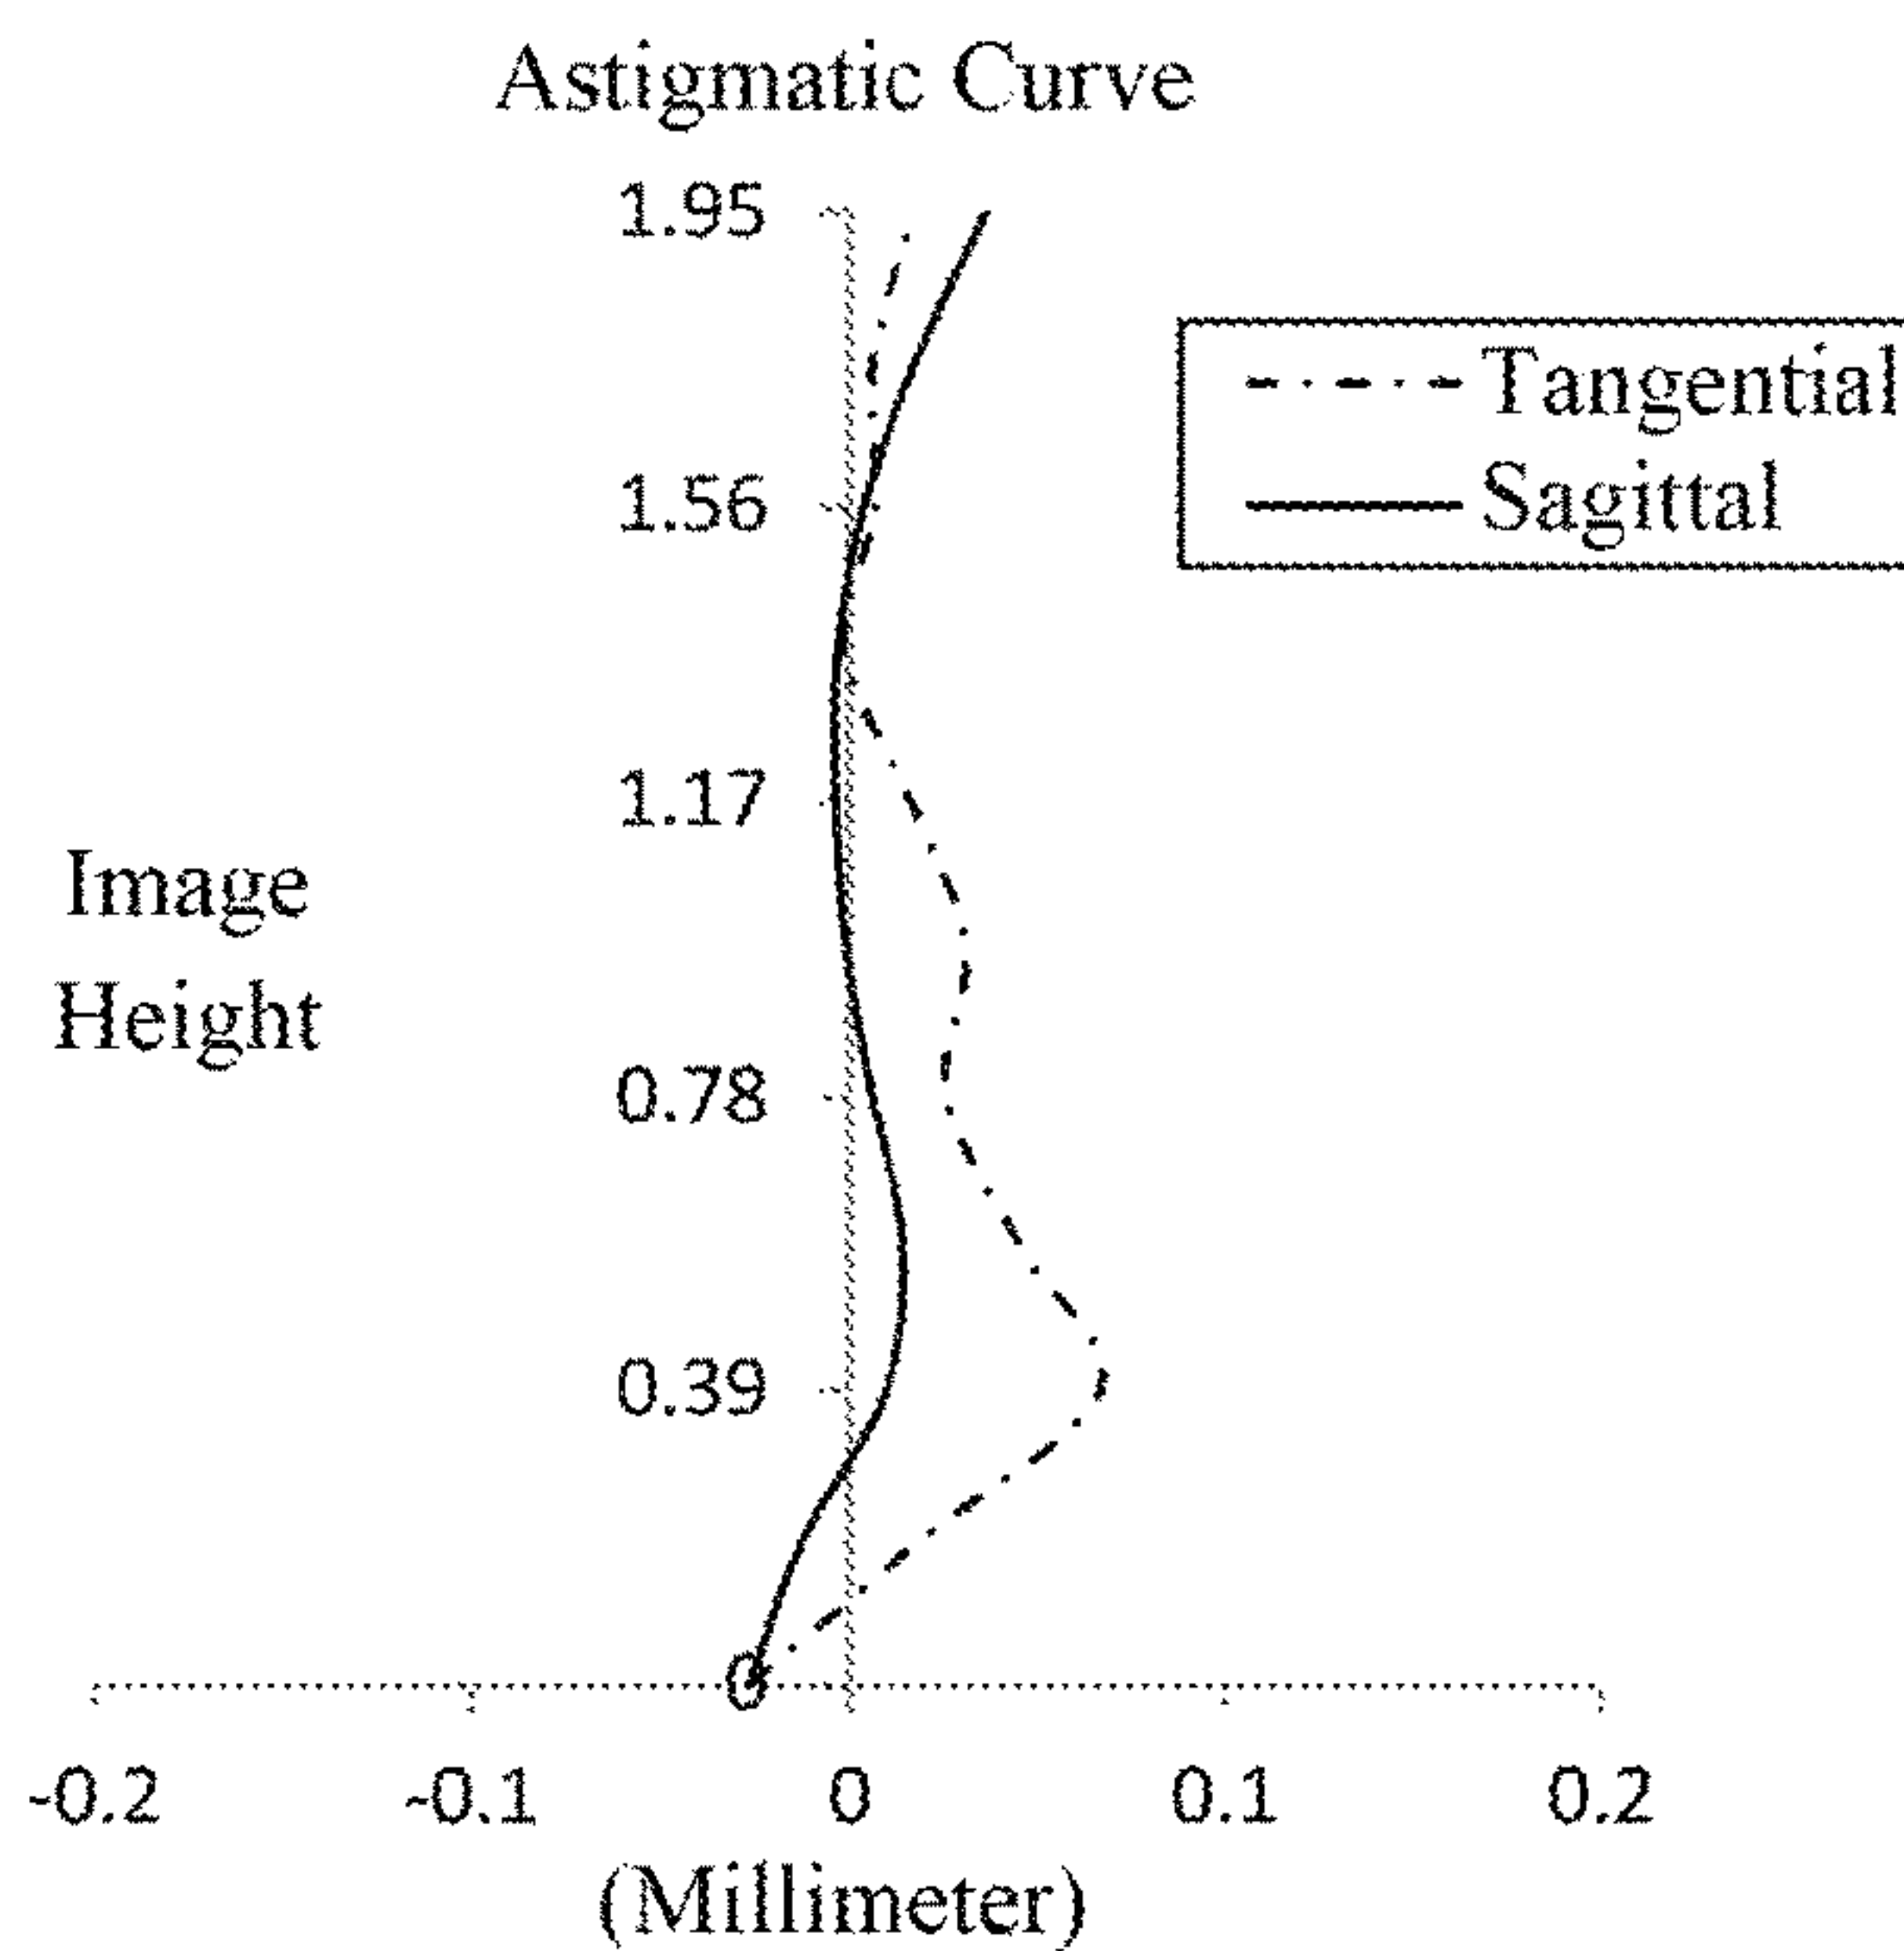 Astigmatic Curve
1.95
Tangential
Sagittal
1.56
1.17
Image
Height
0.78
0.39
0
-0.2 -0.1 0 0.1 0.2
(Millimeter)